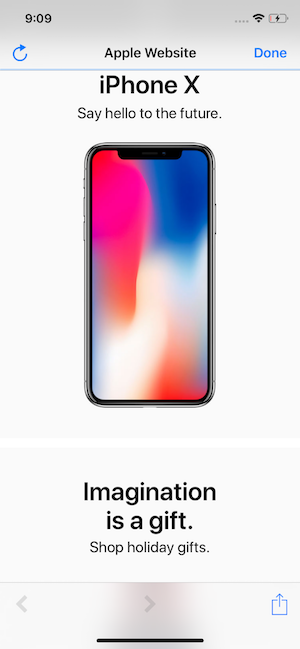 9:09
Apple Website
Done
iPhone X
Say hello to the future.
Imagination
is a gift.
Shop holiday gifts.